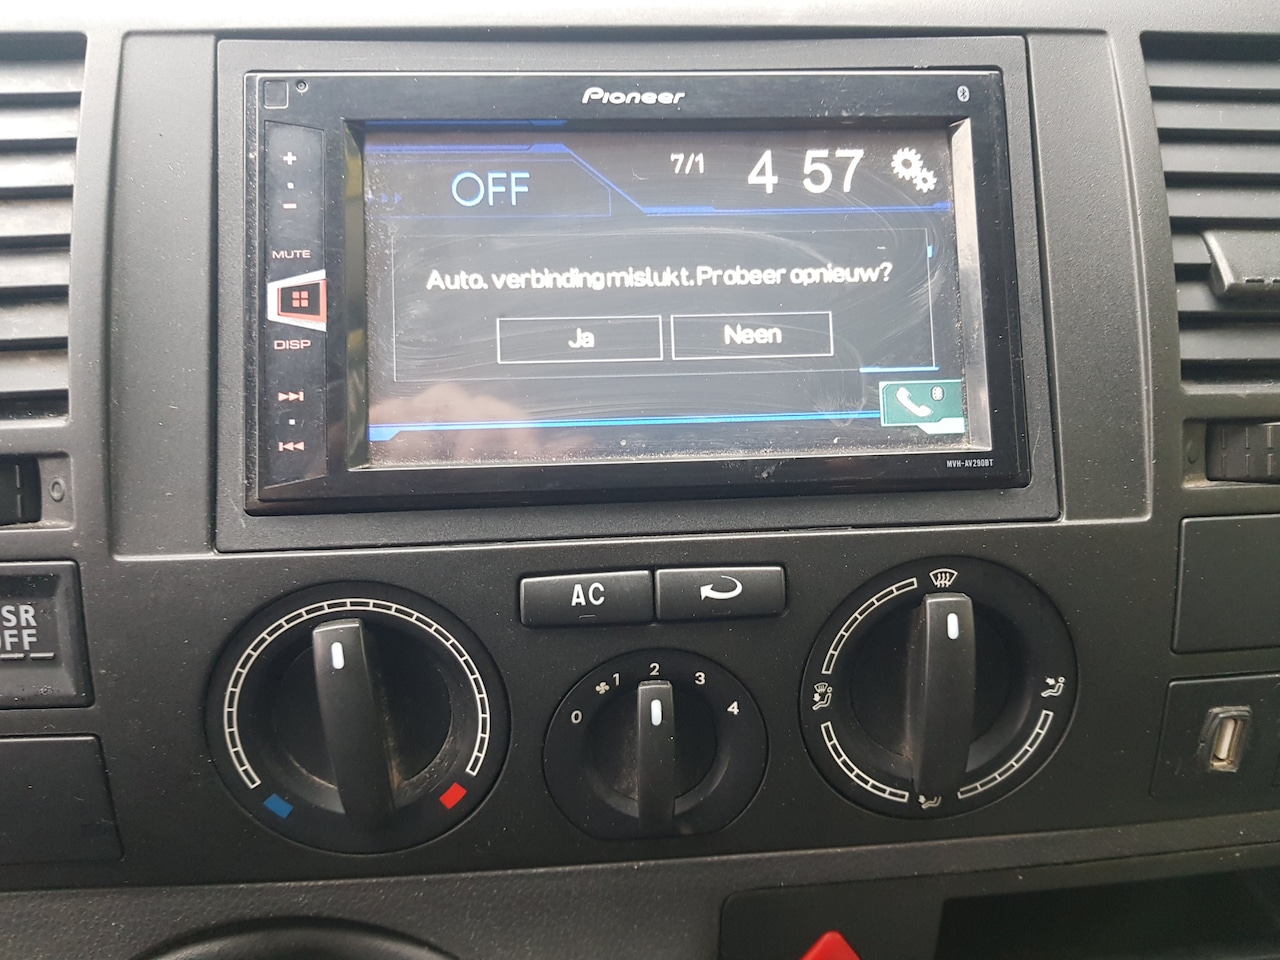 Pioneer
OFF
7/1
4 57
MUTE
DISP
Auto. verbinding mislukt. Probeer opnieuw?
Ja
Neen
MVH-AV290BT
AC
SR
OFF
0 1 2 3 4